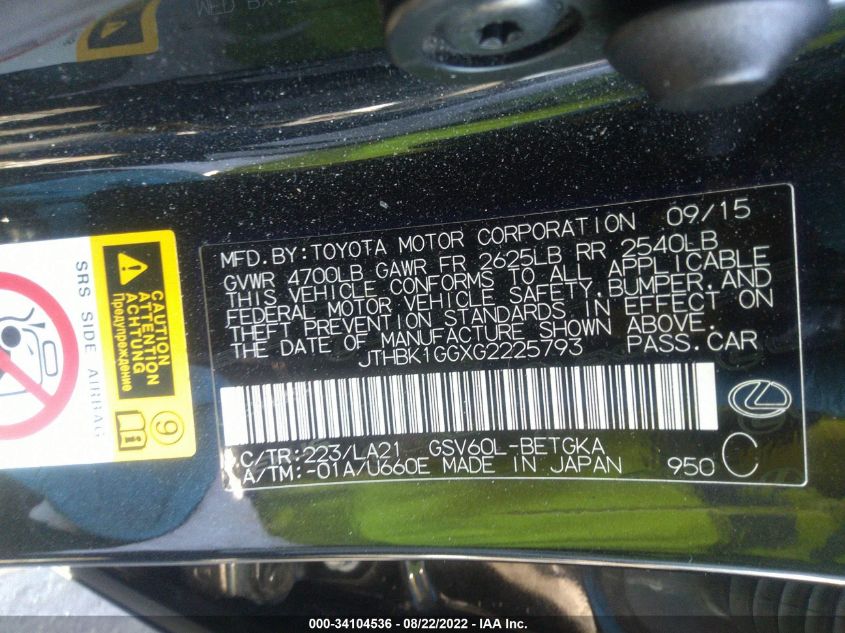 MFD. BY: TOYOTA MOTOR CORPORATION 09/15
GVWR 4700LB GAWR FR 2625LB RR 2540LB
THIS VEHICLE CONFORMS TO ALL APPLICABLE
FEDERAL MOTOR VEHICLE SAFETY, BUMPER, AND
THEFT PREVENTION STANDARDS IN EFFECT ON
THE DATE OF MANUFACTURE SHOWN ABOVE.
JTHBK1GGXG2225793 PASS. CAR
C/TR: 223/LA21 GSV60L-BETGKA
A/TM: -01A/U660E MADE IN JAPAN 950 C
CAUTION
ATTENTION
ACHTUNG
Предупреждение
SRS SIDE AIRBAG
9
000-34104536 - 08/22/2022 - IAA Inc.